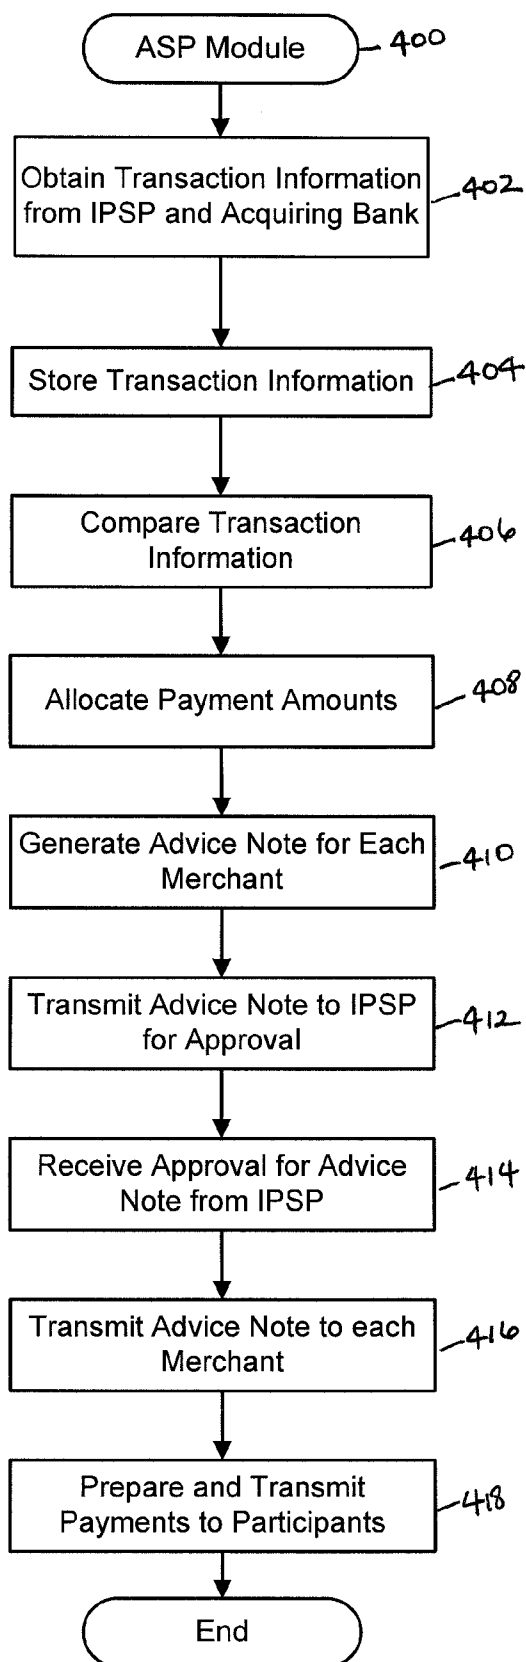 ASP Module
400
Obtain Transaction Information
from IPSP and Acquiring Bank
402
Store Transaction Information
404
Compare Transaction
Information
406
Allocate Payment Amounts
408
Generate Advice Note for Each
Merchant
410
Transmit Advice Note to IPSP
for Approval
412
Receive Approval for Advice
Note from IPSP
414
Transmit Advice Note to each
Merchant
416
Prepare and Transmit
Payments to Participants
418
End